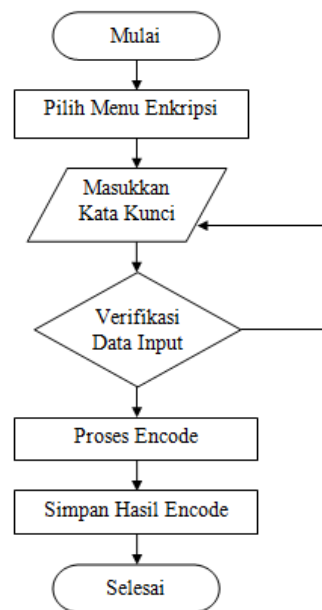 Mulai
Pilih Menu Enkripsi
Masukkan
Kata Kunci
Verifikasi
Data Input
Proses Encode
Simpan Hasil Encode
Selesai